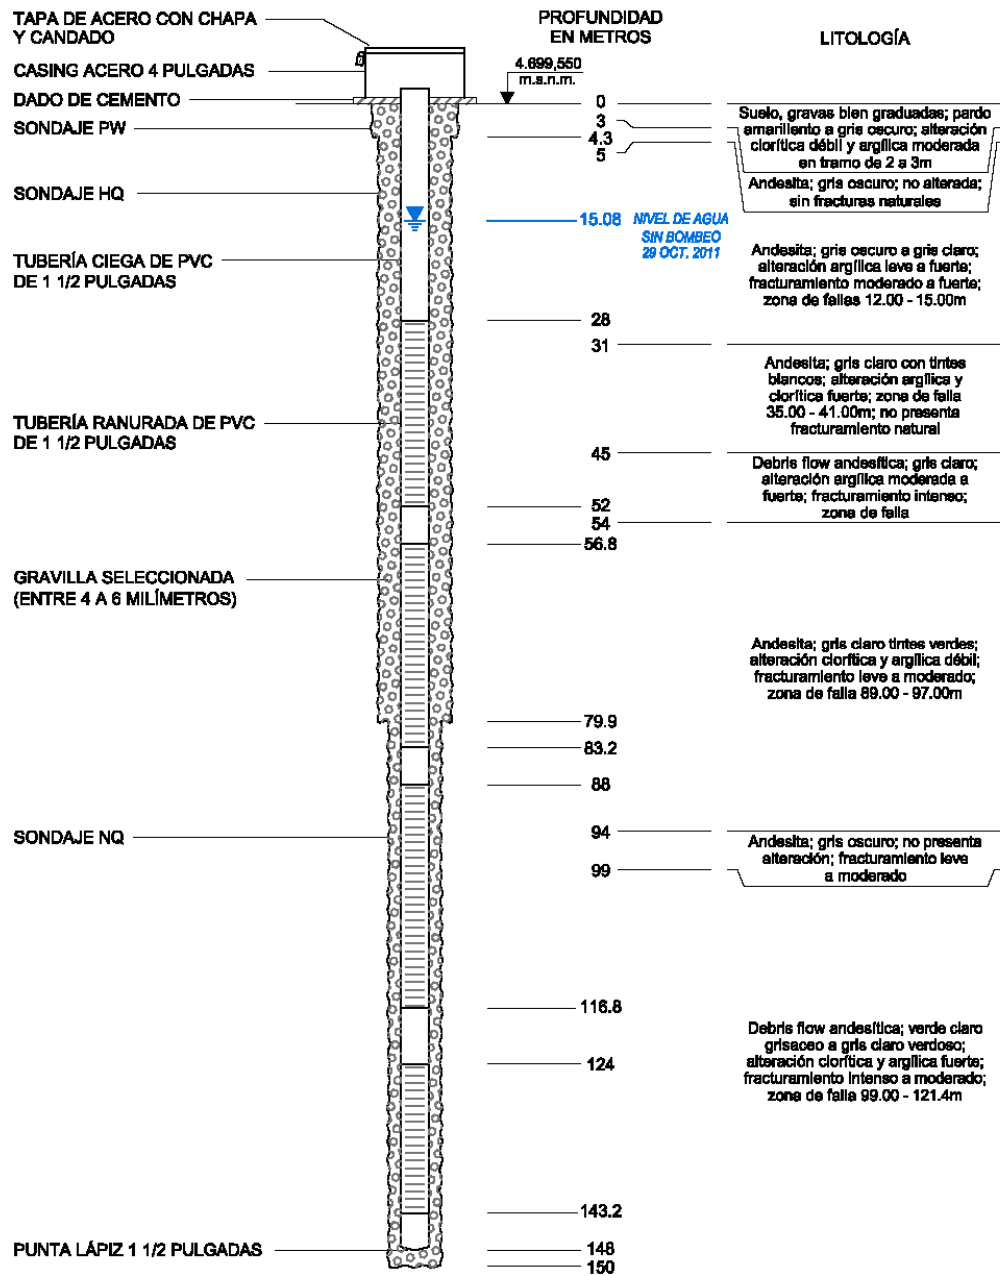 TAPA DE ACERO CON CHAPA
Y CANDADO
CASING ACERO 4 PULGADAS
DADO DE CEMENTO
SONDAJE PW
SONDAJE HQ
TUBERÍA CIEGA DE PVC
DE 1 1/2 PULGADAS
TUBERÍA RANURADA DE PVC
DE 1 1/2 PULGADAS
GRAVILLA SELECCIONADA
(ENTRE 4 A 6 MILÍMETROS)
SONDAJE NQ
PUNTA LÁPIZ 1 1/2 PULGADAS
PROFUNDIDAD
EN METROS
4.699,550
m.s.n.m.
0
3
4.3
5
15.08
NIVEL DE AGUA
SIN BOMBEO
29 OCT. 2011
28
31
45
52
54
56.8
79.9
83.2
88
94
99
116.8
124
143.2
148
150
LITOLOGÍA
Suelo, gravas bien graduadas; pardo
amarillento a gris oscuro; alteración
clorítica débil y argílica moderada
en tramo de 2 a 3m
Andesita; gris oscuro; no alterada;
sin fracturas naturales
Andesita; gris oscuro a gris claro;
alteración argílica leve a fuerte;
fracturamiento moderado a fuerte;
zona de fallas 12.00 - 15.00m
Andesita; gris claro con tintes
blancos; alteración argílica y
clorítica fuerte; zona de falla
35.00 - 41.00m; no presenta
fracturamiento natural
Debris flow andesítica; gris claro;
alteración argílica moderada a
fuerte; fracturamiento intenso;
zona de falla
Andesita; gris claro tintes verdes;
alteración clorítica y argílica débil;
fracturamiento leve a moderado;
zona de falla 89.00 - 97.00m
Andesita; gris oscuro; no presenta
alteración; fracturamiento leve
a moderado
Debris flow andesítica; verde claro
grisaceo a gris claro verdoso;
alteración clorítica y argílica fuerte;
fracturamiento intenso a moderado;
zona de falla 99.00 - 121.4m